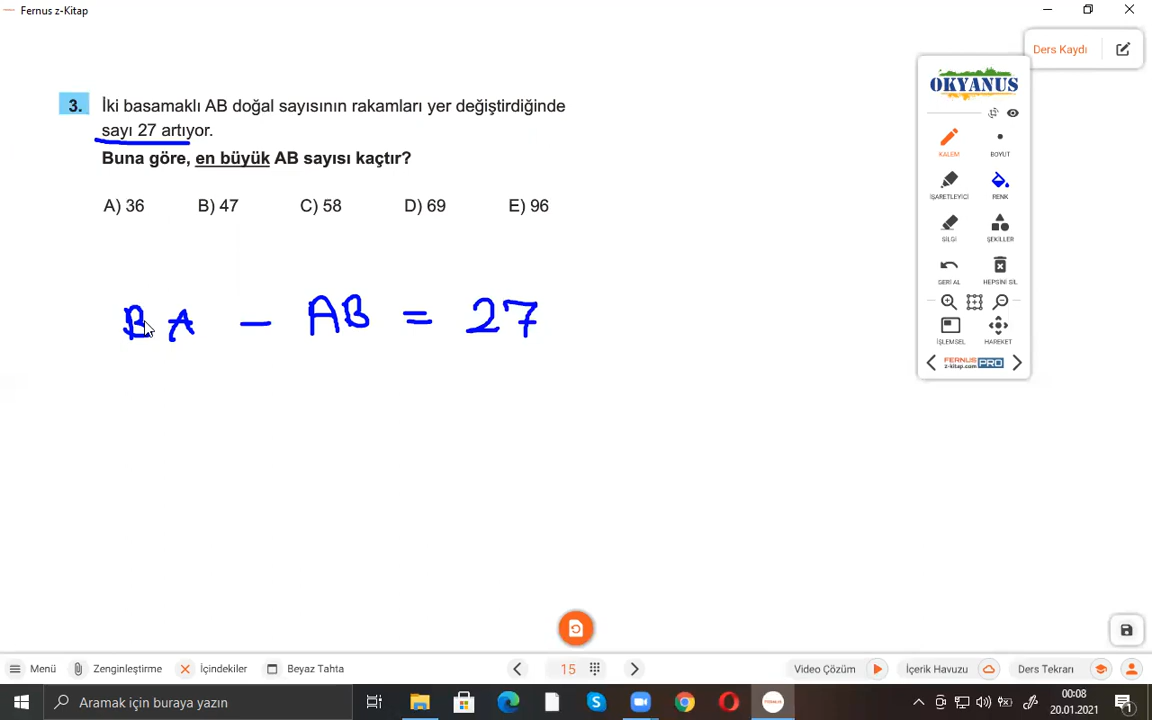 Fernus z-Kitap
Ders Kaydı
OKYANUS
3. İki basamaklı AB doğal sayısının rakamları yer değiştirdiğinde
sayı 27 artıyor.
Buna göre, en büyük AB sayısı kaçtır?
A) 36 B) 47 C) 58 D) 69 E) 96
KALEM BOYUT
İŞARETLEYİCİ RENK
SİLGİ ŞEKİLLER
GERİ AL HEPSİNİ SİL
İŞLEMSEL HAREKET
FERNUS PRO
z-kitap.com
BA - AB = 27
Menü Zenginleştirme İçindekiler Beyaz Tahta 15 Video Çözüm İçerik Havuzu Ders Tekrarı
Aramak için buraya yazın
00:08
20.01.2021
1